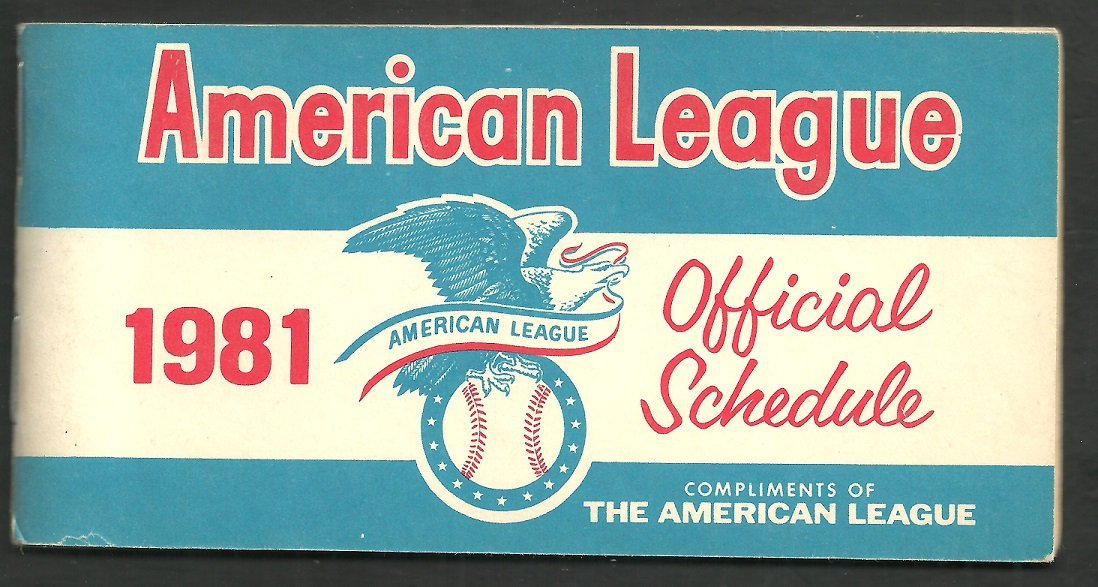 American League
1981
AMERICAN LEAGUE
Official
Schedule
COMPLIMENTS OF
THE AMERICAN LEAGUE